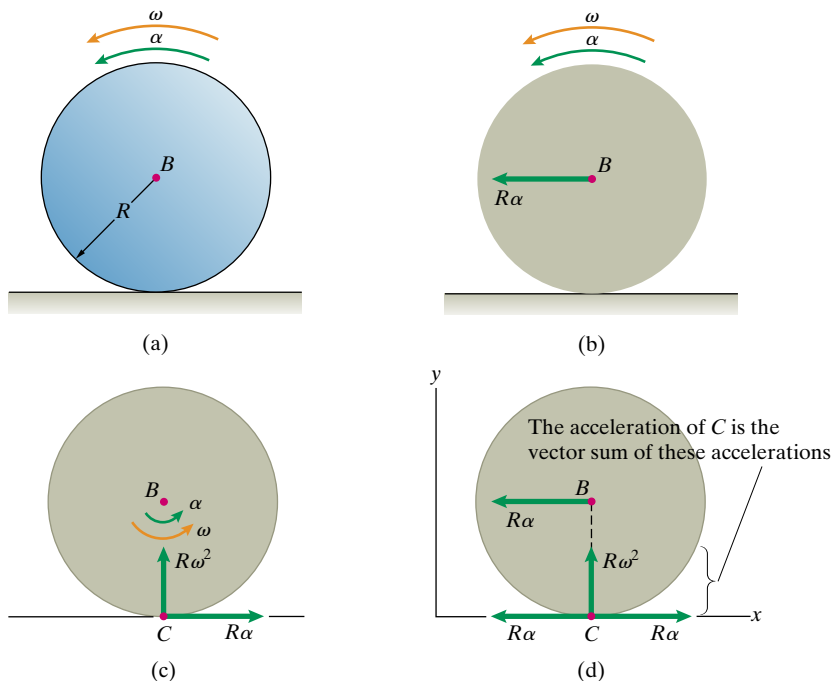 ω
α
B
R
(a)
ω
α
B
Rα
(b)
B
α
ω
Rω²
C
Rα
(c)
y
The acceleration of C is the
vector sum of these accelerations
B
Rα
Rω²
x
Rα
C
Rα
(d)